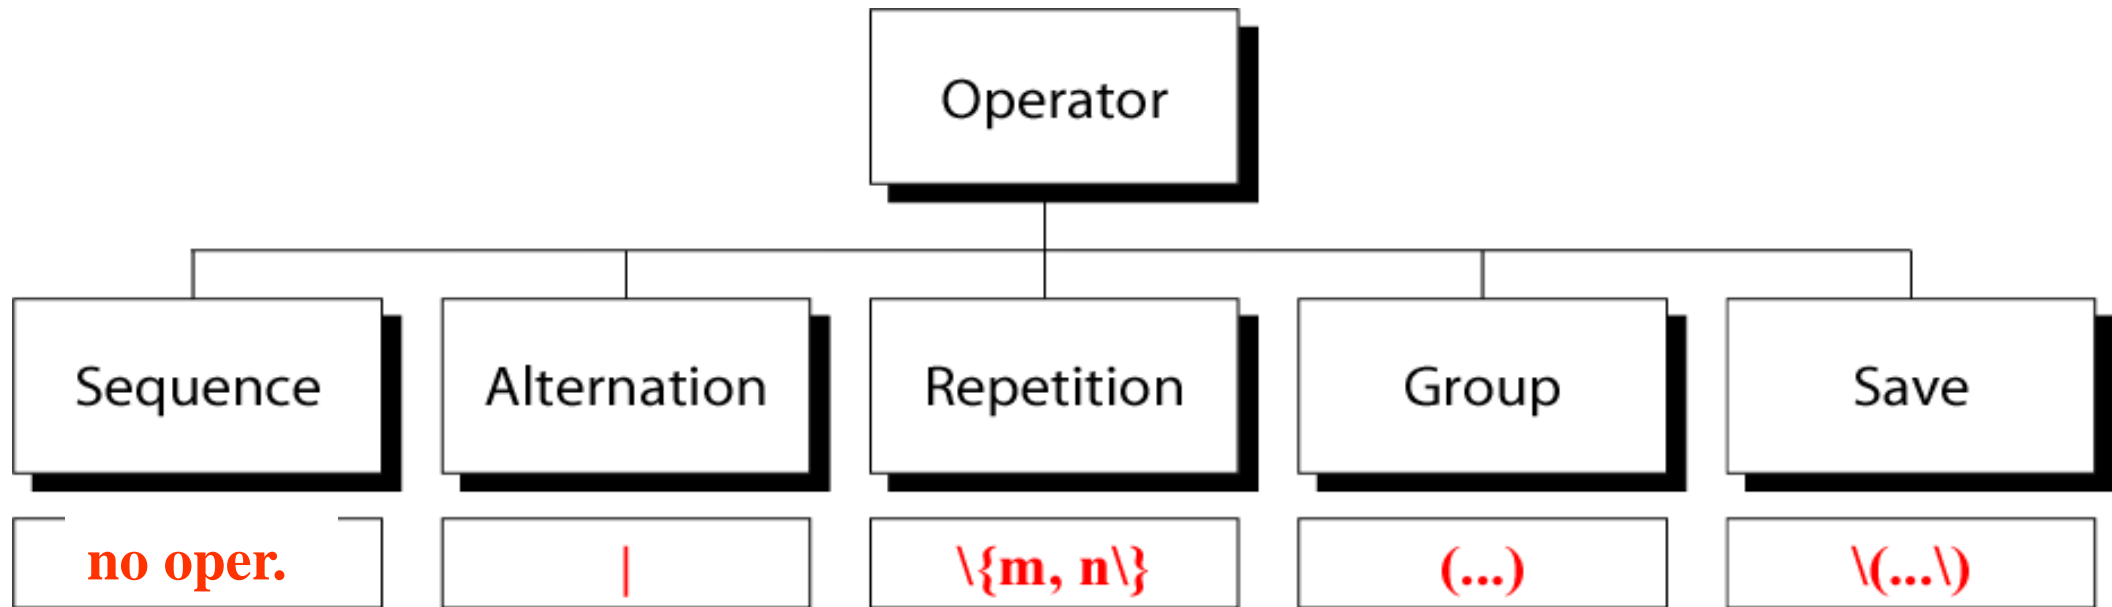 Operator
Sequence Alternation Repetition Group Save
no oper. | \{m, n\} (...) \(...\)